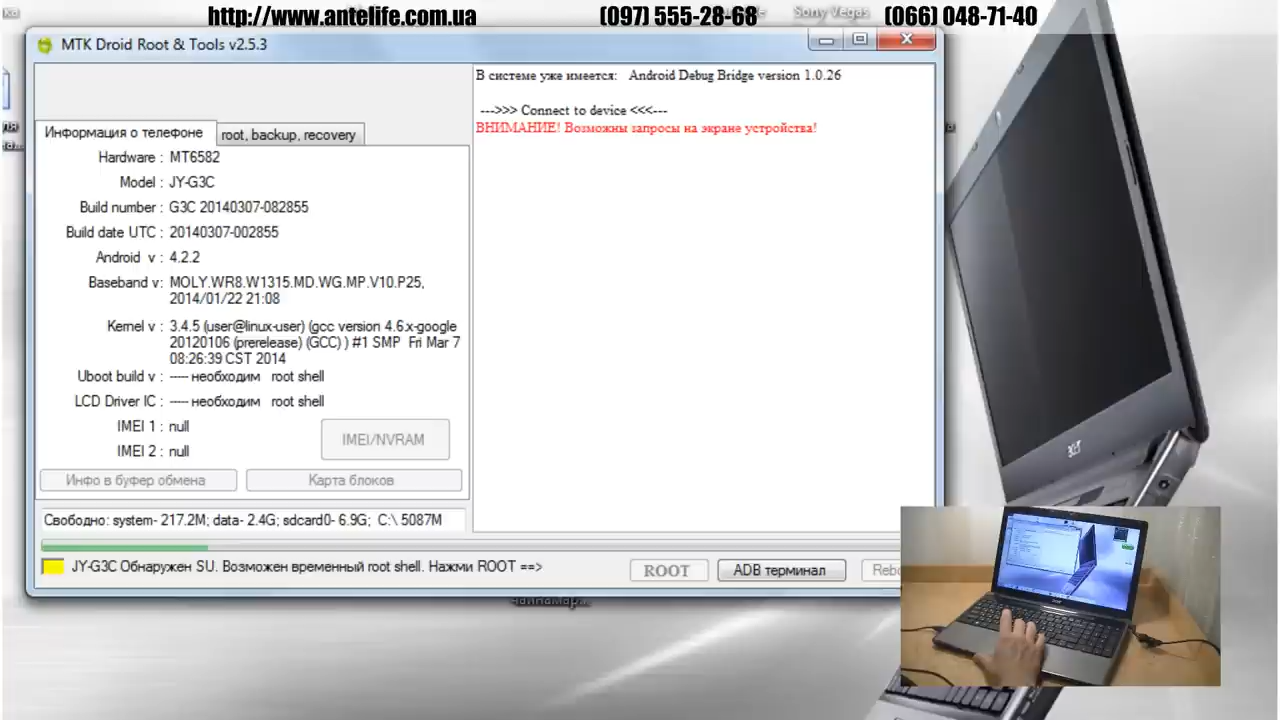 http://www.antelife.com.ua (097) 555-28-68 (066) 048-71-40
Sony Vegas
MTK Droid Root & Tools v2.5.3
В системе уже имеется: Android Debug Bridge version 1.0.26
--->>> Connect to device <<<---
ВНИМАНИЕ! Возможны запросы на экране устройства!
Информация о телефоне root, backup, recovery
Hardware : MT6582
Model : JY-G3C
Build number : G3C 20140307-082855
Build date UTC : 20140307-002855
Android v : 4.2.2
Baseband v: MOLY.WR8.W1315.MD.WG.MP.V10.P25,
2014/01/22 21:08
Kernel v : 3.4.5 (user@linux-user) (gcc version 4.6.x-google
20120106 (prerelease) (GCC) ) #1 SMP Fri Mar 7
08:26:39 CST 2014
Uboot build v : ----- необходим root shell
LCD Driver IC : ----- необходим root shell
IMEI 1 : null
IMEI 2 : null
IMEI/NVRAM
Инфо в буфер обмена Карта блоков
Свободно: system- 217.2M; data- 2.4G; sdcard0- 6.9G; C:\ 5087M
JY-G3C Обнаружен SU. Возможен временный root shell. Нажми ROOT ==>
ROOT ADB терминал
acer